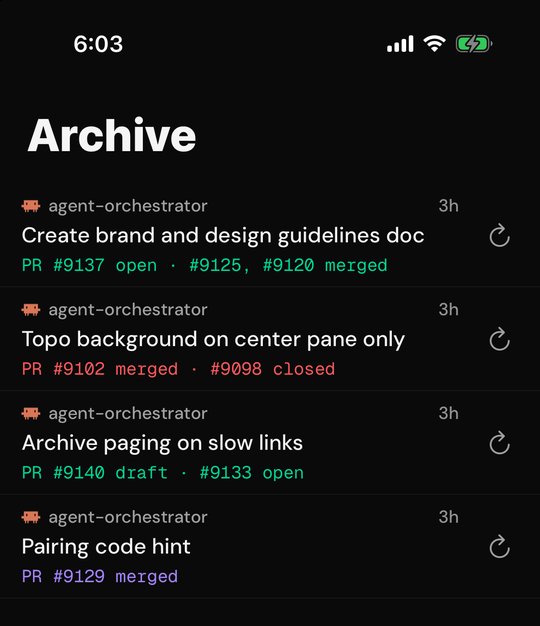 6:03
Archive
agent-orchestrator 3h
Create brand and design guidelines doc
PR #9137 open · #9125, #9120 merged
agent-orchestrator 3h
Topo background on center pane only
PR #9102 merged · #9098 closed
agent-orchestrator 3h
Archive paging on slow links
PR #9140 draft · #9133 open
agent-orchestrator 3h
Pairing code hint
PR #9129 merged